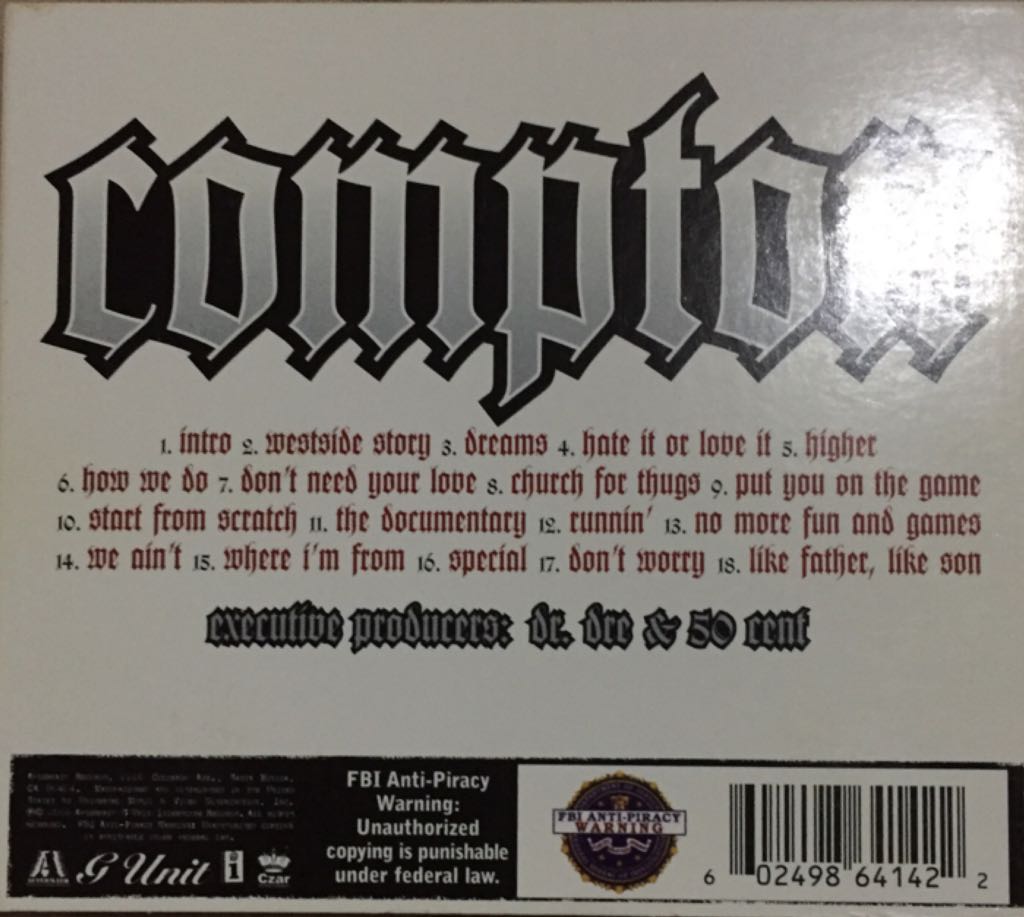 compton
1. intro 2. westside story 3. dreams 4. hate it or love it 5. higher
6. how we do 7. don't need your love 8. church for thugs 9. put you on the game
10. start from scratch 11. the documentary 12. runnin' 13. no more fun and games
14. we ain't 15. where i'm from 16. special 17. don't worry 18. like father, like son
executive producers: dr. dre & 50 cent
AFTERMATH
G Unit
i
Czar
FBI Anti-Piracy
Warning:
Unauthorized
copying is punishable
under federal law.
FBI ANTI-PIRACY
WARNING
6 02498 64142 2